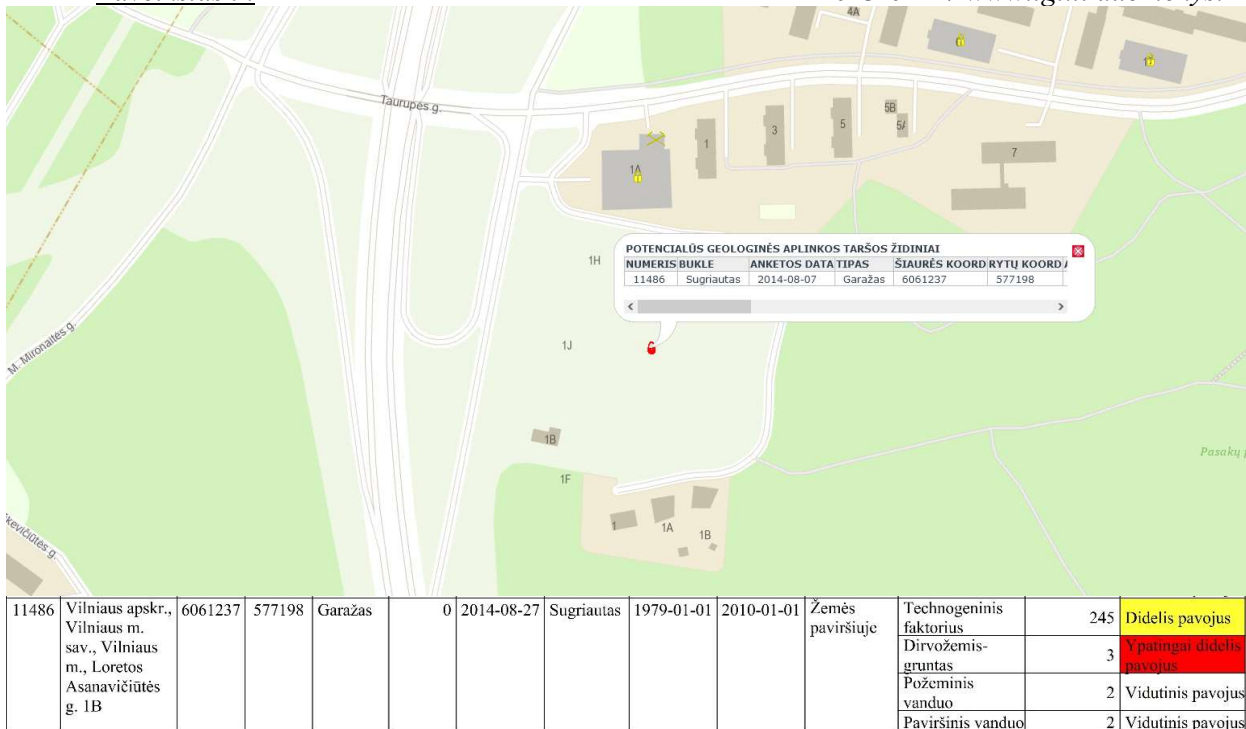 4A
Taurupės g.
5B
5
3
1
7
1A
POTENCIALŪS GEOLOGINĖS APLINKOS TARŠOS ŽIDINIAI
NUMERIS BUKLE ANKETOS DATA TIPAS ŠIAURĖS KOORD RYTŲ KOORD
11486 Sugriautas 2014-08-07 Garažas 6061237 577198
1H
1J
M. Mironaitės g.
1B
Pasakų
1F
1
1A
1B
11486 Vilniaus apskr., Vilniaus m. sav., Vilniaus m., Loretos Asanavičiūtės g. 1B 6061237 577198 Garažas 0 2014-08-27 Sugriautas 1979-01-01 2010-01-01 Žemės paviršiuje
Technogeninis faktorius 245 Didelis pavojus
Dirvožemis-gruntas 3 Ypatingai didelis pavojus
Požeminis vanduo 2 Vidutinis pavojus
Paviršinis vanduo 2 Vidutinis pavojus